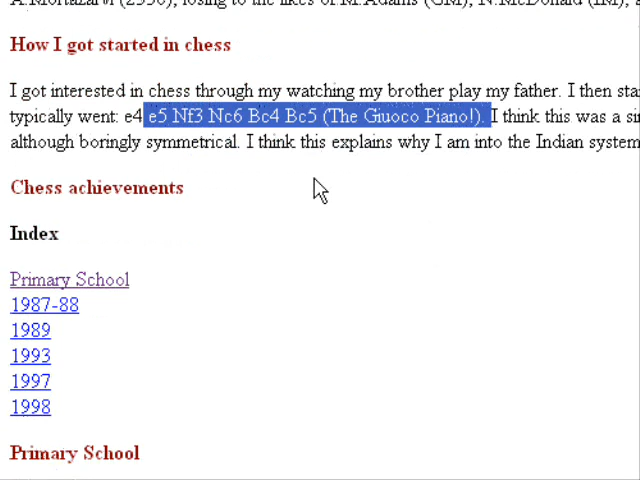 How I got started in chess
I got interested in chess through my watching my brother play my father. I then
typically went: e4 e5 Nf3 Nc6 Bc4 Bc5 (The Giuoco Piano!). I think this was a
although boringly symmetrical. I think this explains why I am into the Indian system
Chess achievements
Index
Primary School
1987-88
1989
1993
1997
1998
Primary School